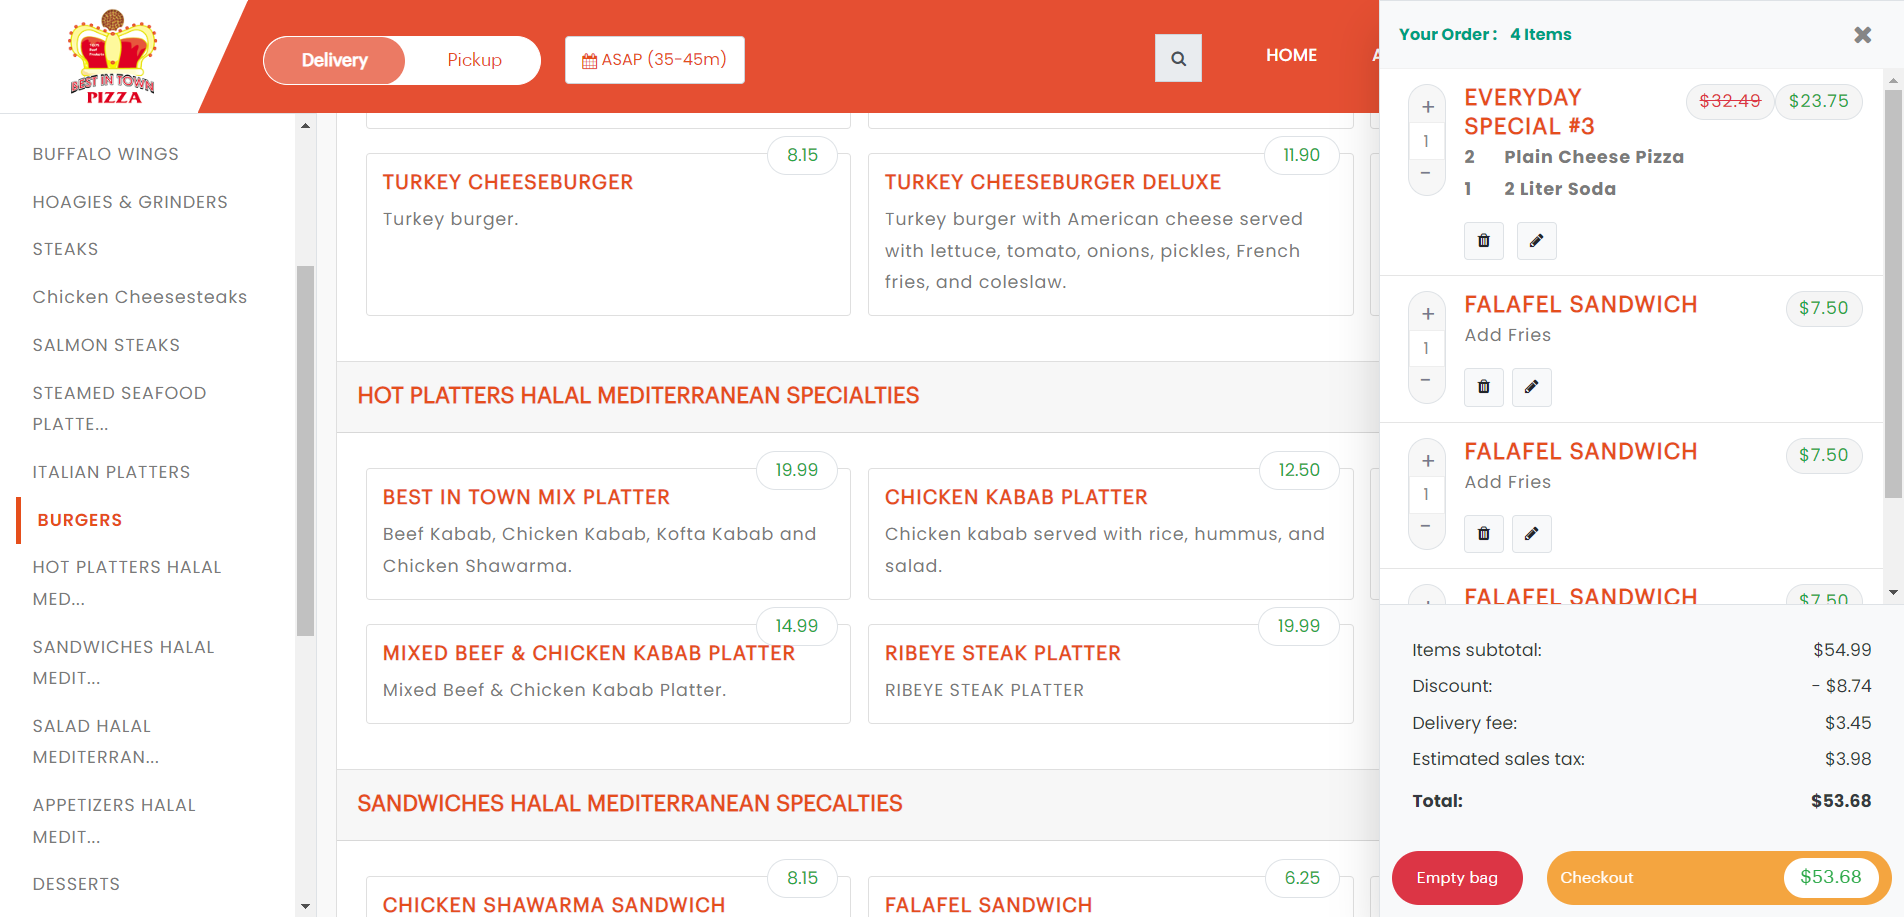 BEST IN TOWN
PIZZA
Delivery
Pickup
ASAP (35-45m)
HOME
BUFFALO WINGS
HOAGIES & GRINDERS
STEAKS
Chicken Cheesesteaks
SALMON STEAKS
STEAMED SEAFOOD
PLATTE...
ITALIAN PLATTERS
BURGERS
HOT PLATTERS HALAL
MED...
SANDWICHES HALAL
MEDIT...
SALAD HALAL
MEDITERRAN...
APPETIZERS HALAL
MEDIT...
DESSERTS
8.15
TURKEY CHEESEBURGER
Turkey burger.
11.90
TURKEY CHEESEBURGER DELUXE
Turkey burger with American cheese served
with lettuce, tomato, onions, pickles, French
fries, and coleslaw.
HOT PLATTERS HALAL MEDITERRANEAN SPECIALTIES
19.99
BEST IN TOWN MIX PLATTER
Beef Kabab, Chicken Kabab, Kofta Kabab and
Chicken Shawarma.
12.50
CHICKEN KABAB PLATTER
Chicken kabab served with rice, hummus, and
salad.
14.99
MIXED BEEF & CHICKEN KABAB PLATTER
Mixed Beef & Chicken Kabab Platter.
19.99
RIBEYE STEAK PLATTER
RIBEYE STEAK PLATTER
SANDWICHES HALAL MEDITERRANEAN SPECALTIES
8.15
CHICKEN SHAWARMA SANDWICH
6.25
FALAFEL SANDWICH
Your Order : 4 Items
+
1
−
EVERYDAY
SPECIAL #3
$32.49
$23.75
2 Plain Cheese Pizza
1 2 Liter Soda
+
1
−
FALAFEL SANDWICH
$7.50
Add Fries
+
1
−
FALAFEL SANDWICH
$7.50
Add Fries
+
FALAFEL SANDWICH
$7.50
Items subtotal: $54.99
Discount: - $8.74
Delivery fee: $3.45
Estimated sales tax: $3.98
Total: $53.68
Empty bag
Checkout $53.68